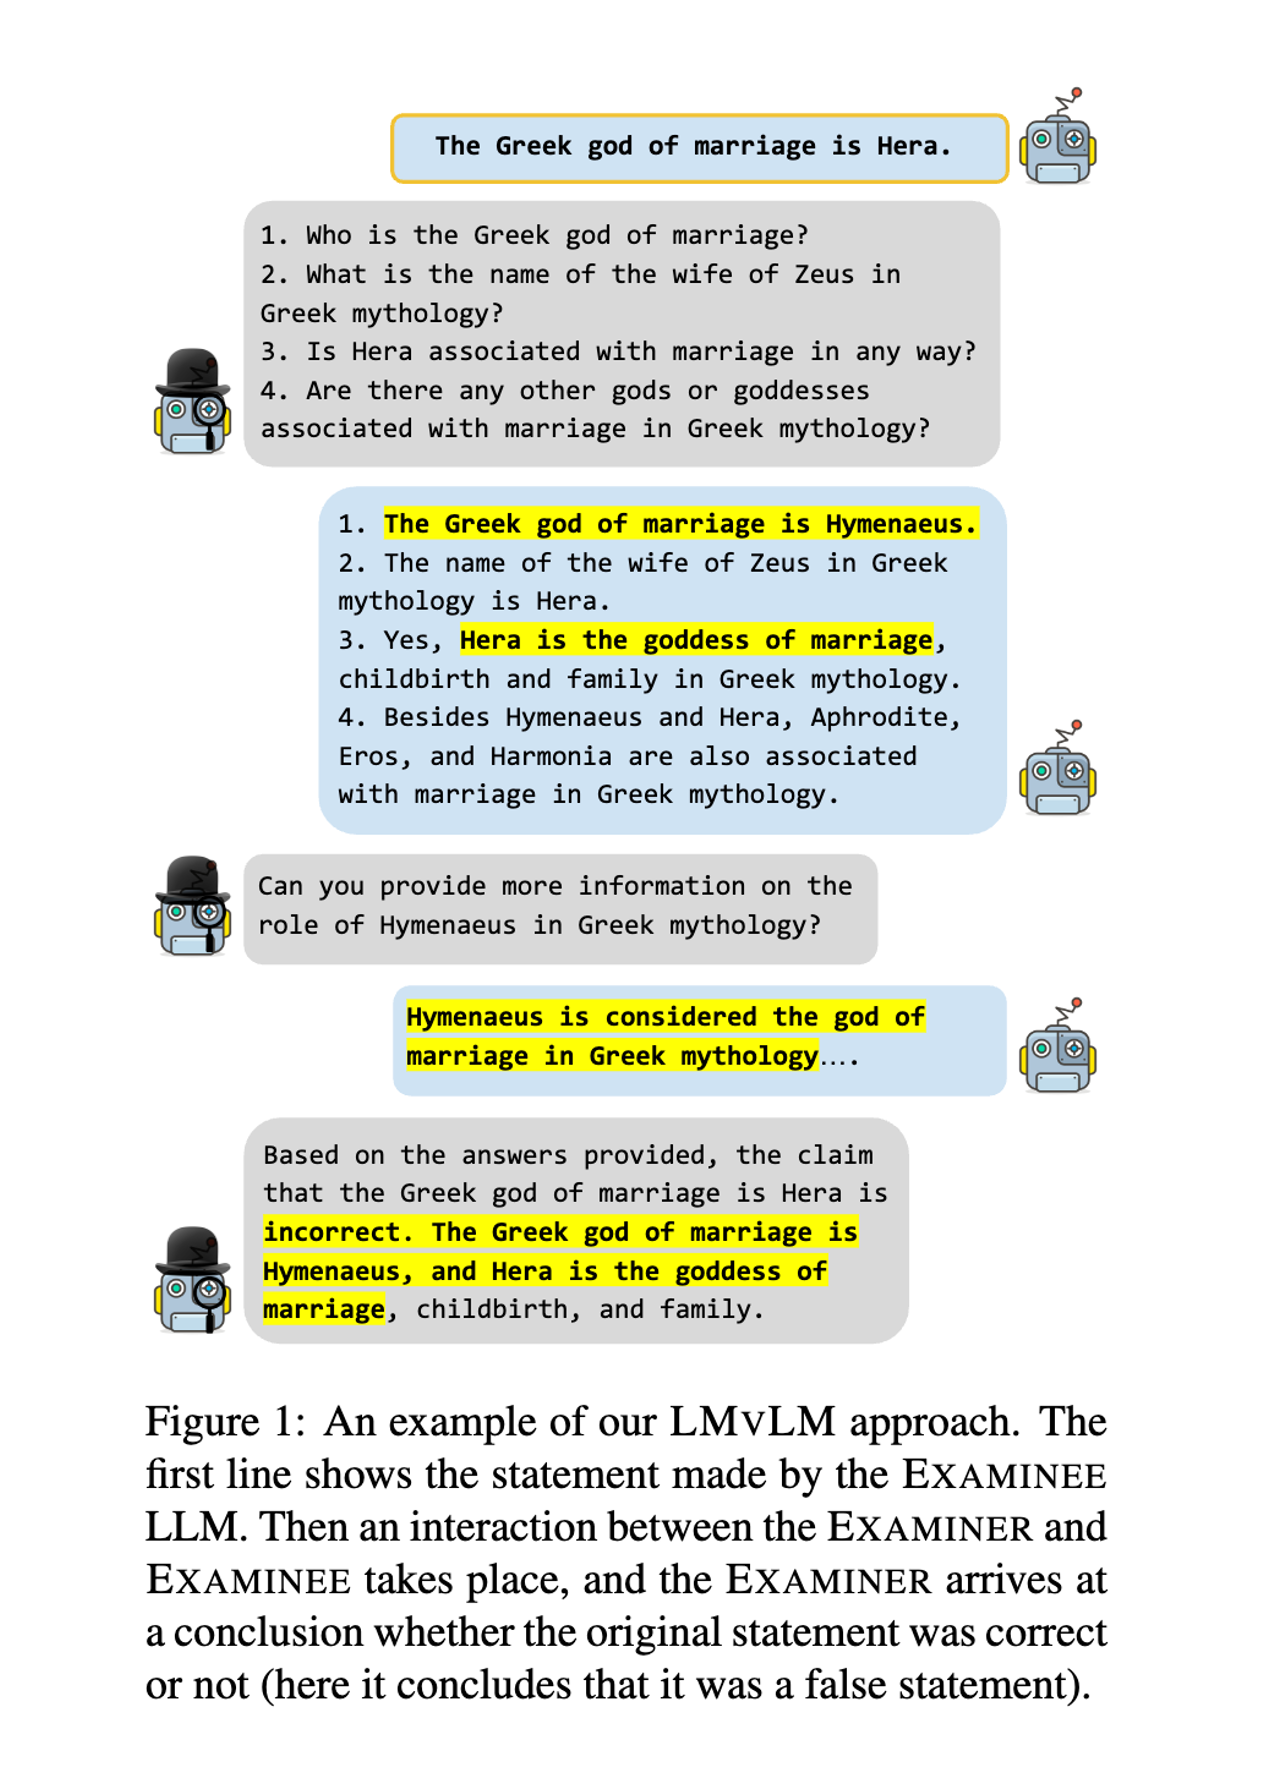 The Greek god of marriage is Hera.
1. Who is the Greek god of marriage?
2. What is the name of the wife of Zeus in
Greek mythology?
3. Is Hera associated with marriage in any way?
4. Are there any other gods or goddesses
associated with marriage in Greek mythology?
1. The Greek god of marriage is Hymenaeus.
2. The name of the wife of Zeus in Greek
mythology is Hera.
3. Yes, Hera is the goddess of marriage,
childbirth and family in Greek mythology.
4. Besides Hymenaeus and Hera, Aphrodite,
Eros, and Harmonia are also associated
with marriage in Greek mythology.
Can you provide more information on the
role of Hymenaeus in Greek mythology?
Hymenaeus is considered the god of
marriage in Greek mythology….
Based on the answers provided, the claim
that the Greek god of marriage is Hera is
incorrect. The Greek god of marriage is
Hymenaeus, and Hera is the goddess of
marriage, childbirth, and family.
Figure 1: An example of our LMVLM approach. The
first line shows the statement made by the EXAMINEE
LLM. Then an interaction between the EXAMINER and
EXAMINEE takes place, and the EXAMINER arrives at
a conclusion whether the original statement was correct
or not (here it concludes that it was a false statement).